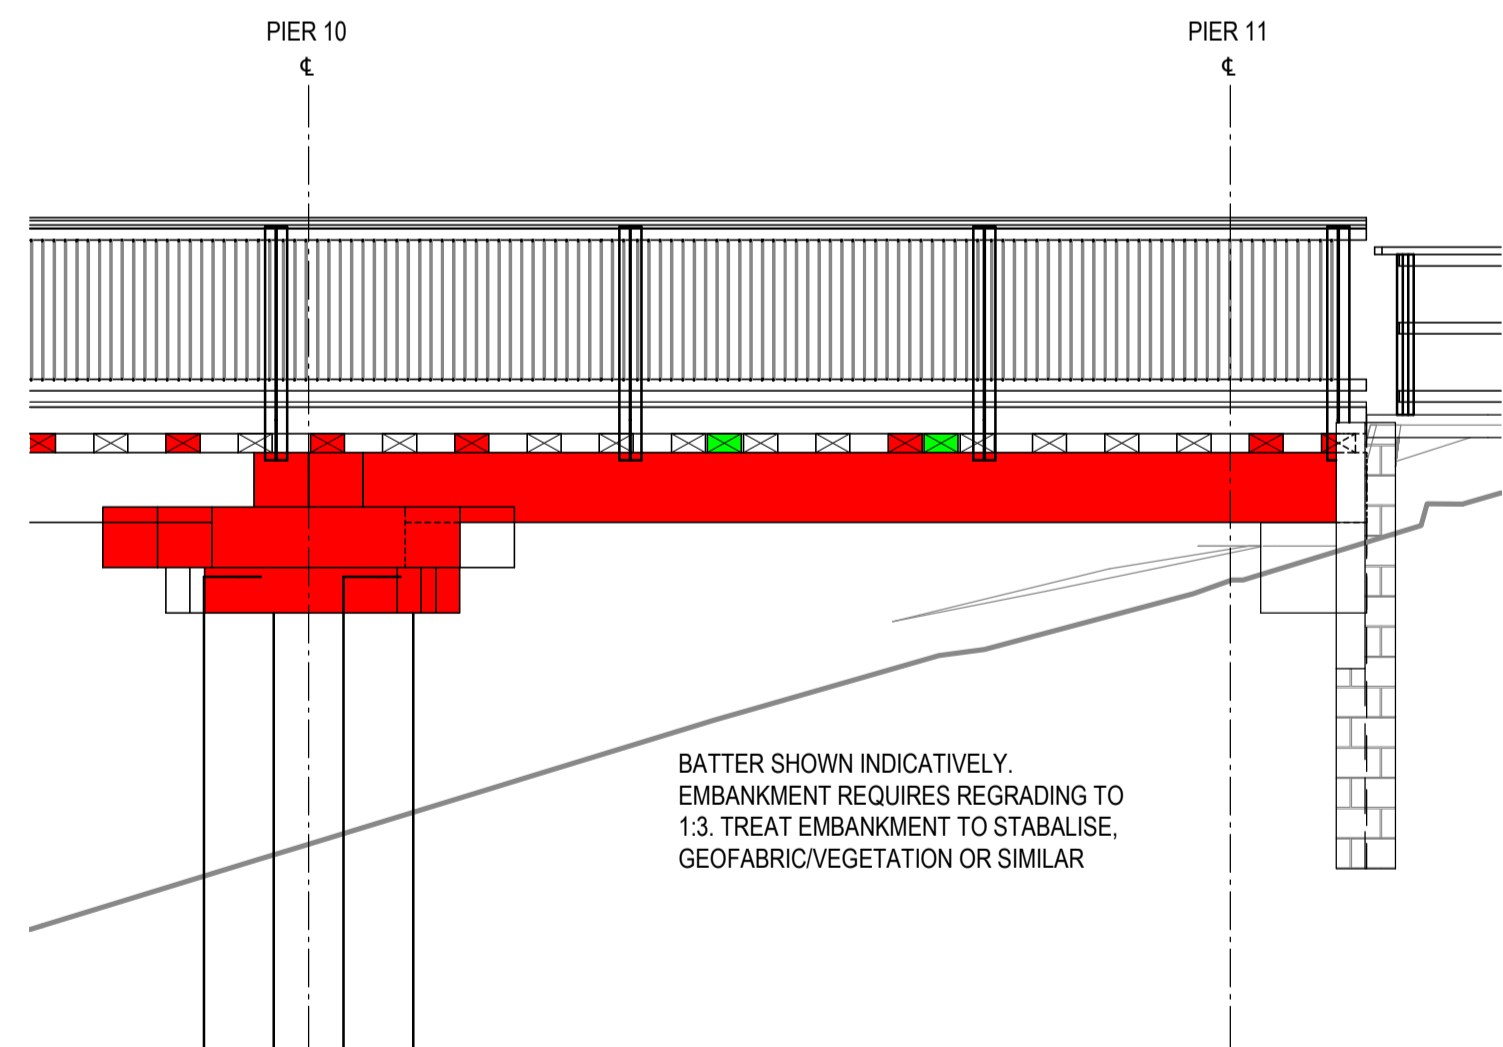 PIER 10
℄
PIER 11
℄
BATTER SHOWN INDICATIVELY.
EMBANKMENT REQUIRES REGRADING TO
1:3. TREAT EMBANKMENT TO STABALISE,
GEOFABRIC/VEGETATION OR SIMILAR